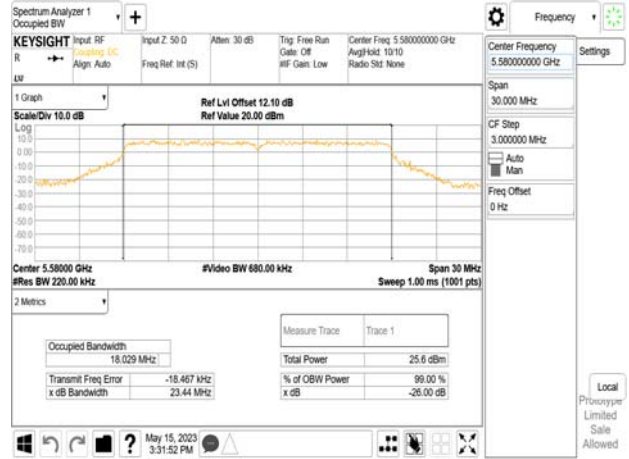 Spectrum Analyzer 1
Occupied BW
Frequency
KEYSIGHT
R
LXI
Input: RF
Coupling: DC
Align: Auto
Input Z: 50 Ω
Freq Ref: Int (S)
Atten: 30 dB
Trig: Free Run
Gate: Off
#IF Gain: Low
Center Freq: 5.580000000 GHz
Avg|Hold: 10/10
Radio Std: None
Center Frequency
5.580000000 GHz
Settings
Span
30.000 MHz
CF Step
3.000000 MHz
Auto
Man
Freq Offset
0 Hz
1 Graph
Scale/Div 10.0 dB
Ref Lvl Offset 12.10 dB
Ref Value 20.00 dBm
Log
10.0
0.00
-10.0
-20.0
-30.0
-40.0
-50.0
-60.0
-70.0
Center 5.58000 GHz
#Res BW 220.00 kHz
#Video BW 680.00 kHz
Span 30 MHz
Sweep 1.00 ms (1001 pts)
2 Metrics
Measure Trace
Trace 1
Occupied Bandwidth
18.029 MHz
Total Power
25.6 dBm
Transmit Freq Error
-18.467 kHz
% of OBW Power
99.00 %
x dB Bandwidth
23.44 MHz
x dB
-26.00 dB
Local
Prototype
Limited
Sale
Allowed
?
May 15, 2023
3:31:52 PM